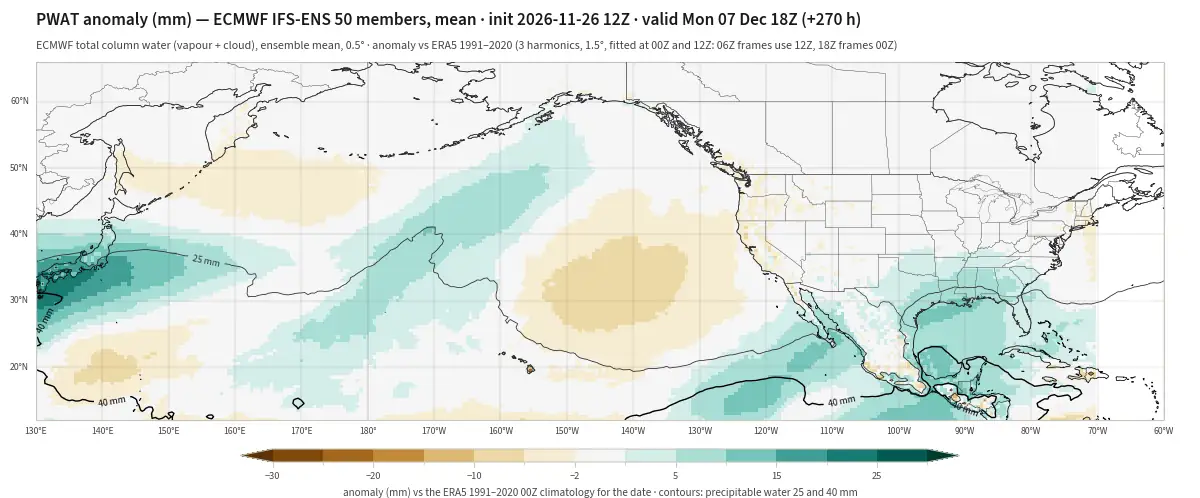 PWAT anomaly (mm) — ECMWF IFS-ENS 50 members, mean · init 2026-11-26 12Z · valid Mon 07 Dec 18Z (+270 h)
ECMWF total column water (vapour + cloud), ensemble mean, 0.5° · anomaly vs ERA5 1991–2020 (3 harmonics, 1.5°, fitted at 00Z and 12Z: 06Z frames use 12Z, 18Z frames 00Z)
60°N
50°N
40°N
25 mm
30°N
40 mm
20°N
40 mm
40 mm
40 mm
130°E 140°E 150°E 160°E 170°E 180° 170°W 160°W 150°W 140°W 130°W 120°W 110°W 100°W 90°W 80°W 70°W 60°W
−30 −20 −10 −2 5 15 25
anomaly (mm) vs the ERA5 1991–2020 00Z climatology for the date · contours: precipitable water 25 and 40 mm